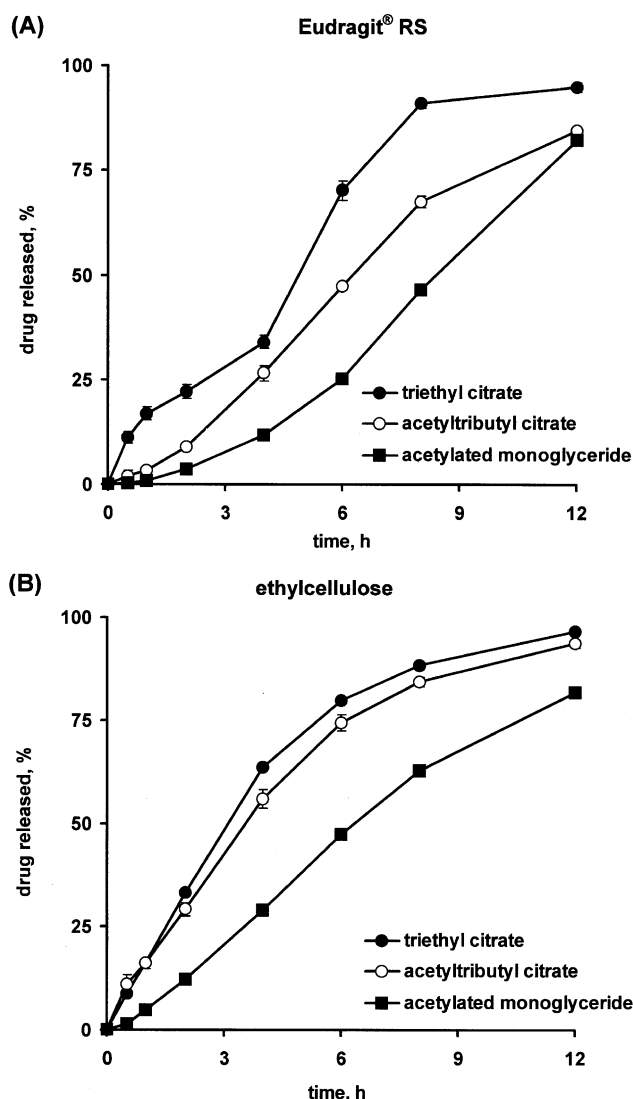 (A)
Eudragit® RS
100
75
50
25
0
drug released, %
triethyl citrate
acetyltributyl citrate
acetylated monoglyceride
0 3 6 9 12
time, h
(B)
ethylcellulose
100
75
50
25
0
drug released, %
triethyl citrate
acetyltributyl citrate
acetylated monoglyceride
0 3 6 9 12
time, h